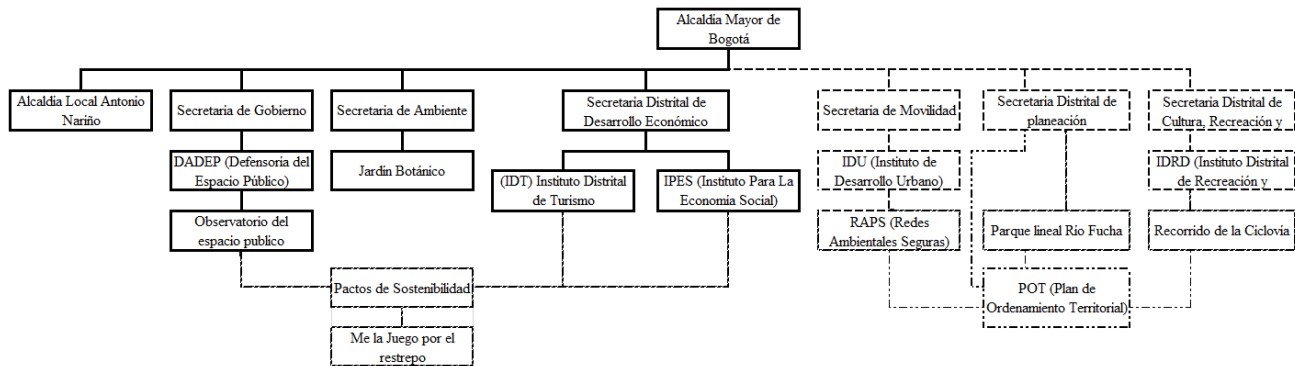 Alcaldía Mayor de
Bogotá
Alcaldía Local Antonio
Nariño
Secretaria de Gobierno
Secretaria de Ambiente
Secretaria Distrital de
Desarrollo Económico
Secretaria de Movilidad
Secretaria Distrital de
planeación
Secretaria Distrital de
Cultura, Recreación y
DADEP (Defensoría del
Espacio Público)
Jardín Botánico
(IDT) Instituto Distrital
de Turismo
IPES (Instituto Para La
Economía Social)
IDU (Instituto de
Desarrollo Urbano)
IDRD (Instituto Distrital
de Recreación y
Observatorio del
espacio publico
RAPS (Redes
Ambientales Seguras)
Parque lineal Río Fucha
Recorrido de la Ciclovía
Pactos de Sostenibilidad
POT (Plan de
Ordenamiento Territorial)
Me la Juego por el
restrepo